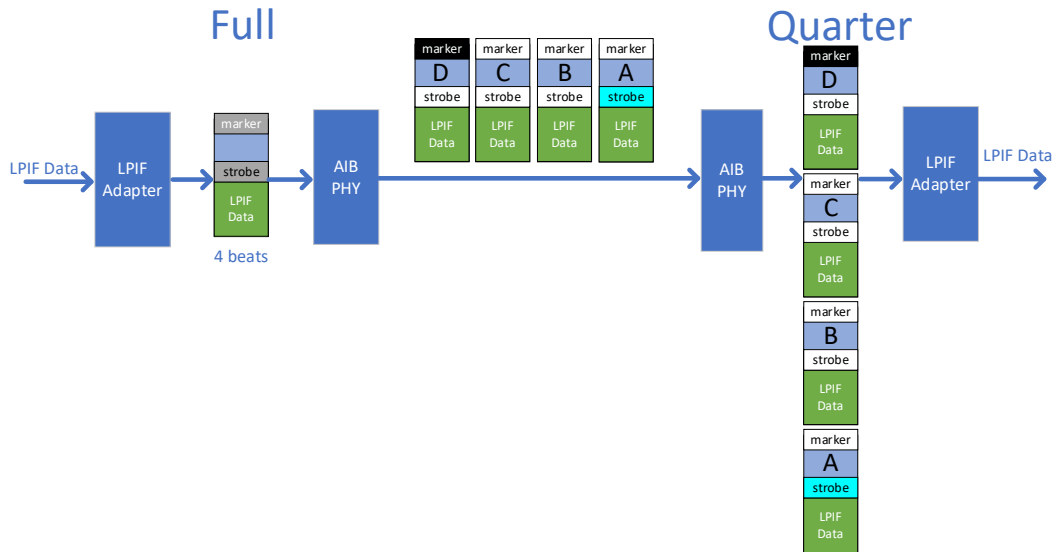 Full
Quarter
LPIF Data
LPIF
Adapter
marker
strobe
LPIF
Data
4 beats
AIB
PHY
marker
D
strobe
LPIF
Data
marker
C
strobe
LPIF
Data
marker
B
strobe
LPIF
Data
marker
A
strobe
LPIF
Data
AIB
PHY
marker
D
strobe
LPIF
Data
marker
C
strobe
LPIF
Data
marker
B
strobe
LPIF
Data
marker
A
strobe
LPIF
Data
LPIF
Adapter
LPIF Data